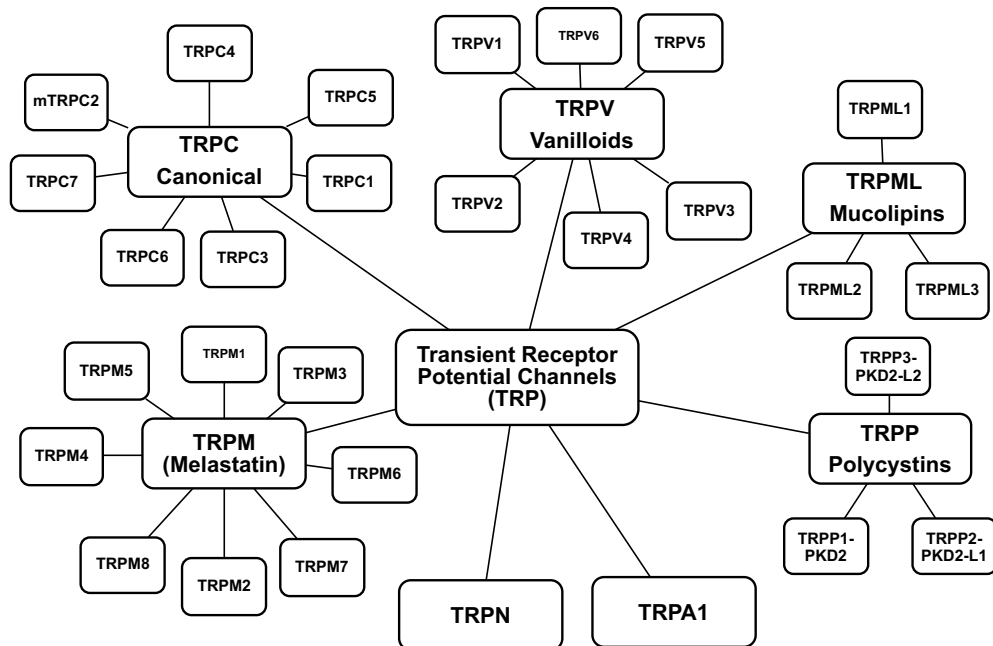 TRPC4
mTRPC2
TRPC5
TRPC
Canonical
TRPC7
TRPC1
TRPC6
TRPC3
TRPV1
TRPV6
TRPV5
TRPV
Vanilloids
TRPV2
TRPV4
TRPV3
TRPML1
TRPML
Mucolipins
TRPML2
TRPML3
Transient Receptor
Potential Channels
(TRP)
TRPM5
TRPM1
TRPM3
TRPM
(Melastatin)
TRPM4
TRPM6
TRPM8
TRPM2
TRPM7
TRPP3-
PKD2-L2
TRPP
Polycystins
TRPP1-
PKD2
TRPP2-
PKD2-L1
TRPN
TRPA1